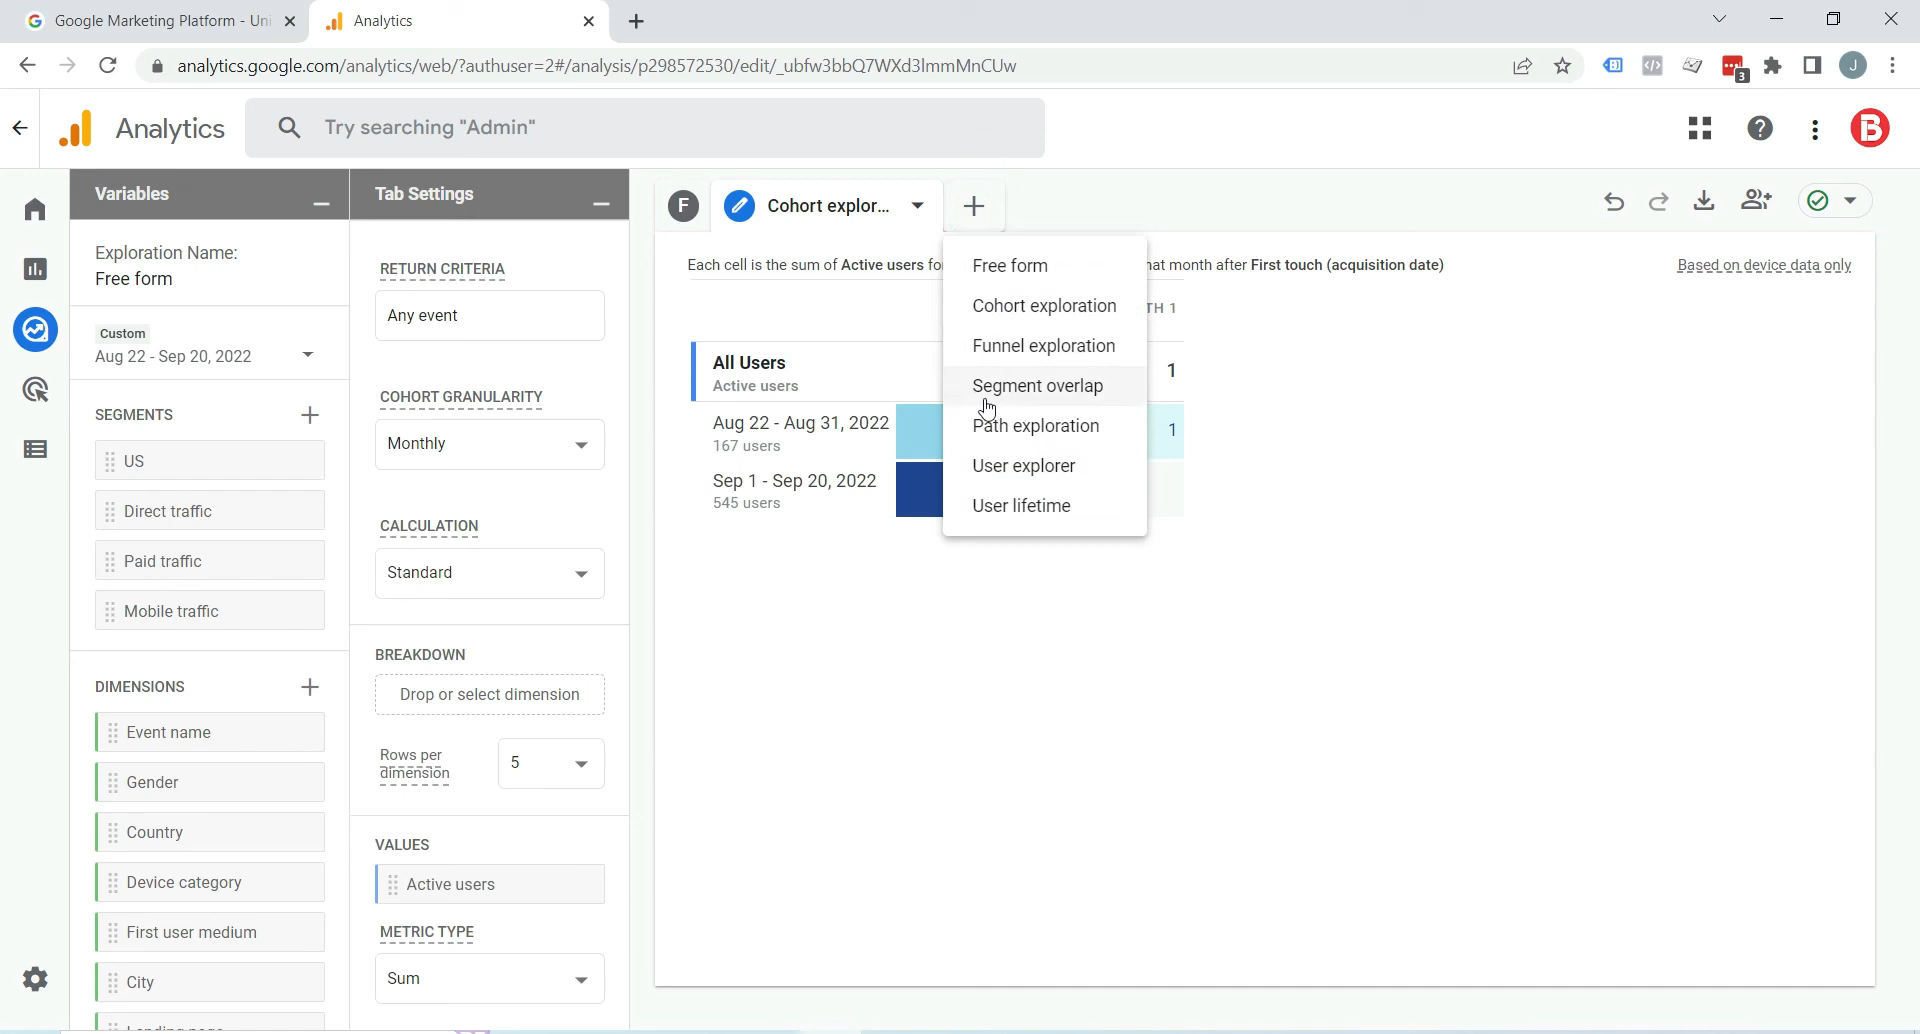 Google Marketing Platform - Uni
Analytics
analytics.google.com/analytics/web/?authuser=2#/analysis/p298572530/edit/_ubfw3bbQ7WXd3ImmMnCUw
3
J
Analytics
Try searching "Admin"
B
Variables
Tab Settings
F
Cohort explor...
Exploration Name:
Free form
Custom
Aug 22 - Sep 20, 2022
SEGMENTS
US
Direct traffic
Paid traffic
Mobile traffic
DIMENSIONS
Event name
Gender
Country
Device category
First user medium
City
RETURN CRITERIA
Any event
COHORT GRANULARITY
Monthly
CALCULATION
Standard
BREAKDOWN
Drop or select dimension
Rows per
dimension
5
VALUES
Active users
METRIC TYPE
Sum
Each cell is the sum of Active users fo
hat month after First touch (acquisition date)
Based on device data only
TH 1
All Users
Active users
1
Aug 22 - Aug 31, 2022
167 users
1
Sep 1 - Sep 20, 2022
545 users
Free form
Cohort exploration
Funnel exploration
Segment overlap
Path exploration
User explorer
User lifetime